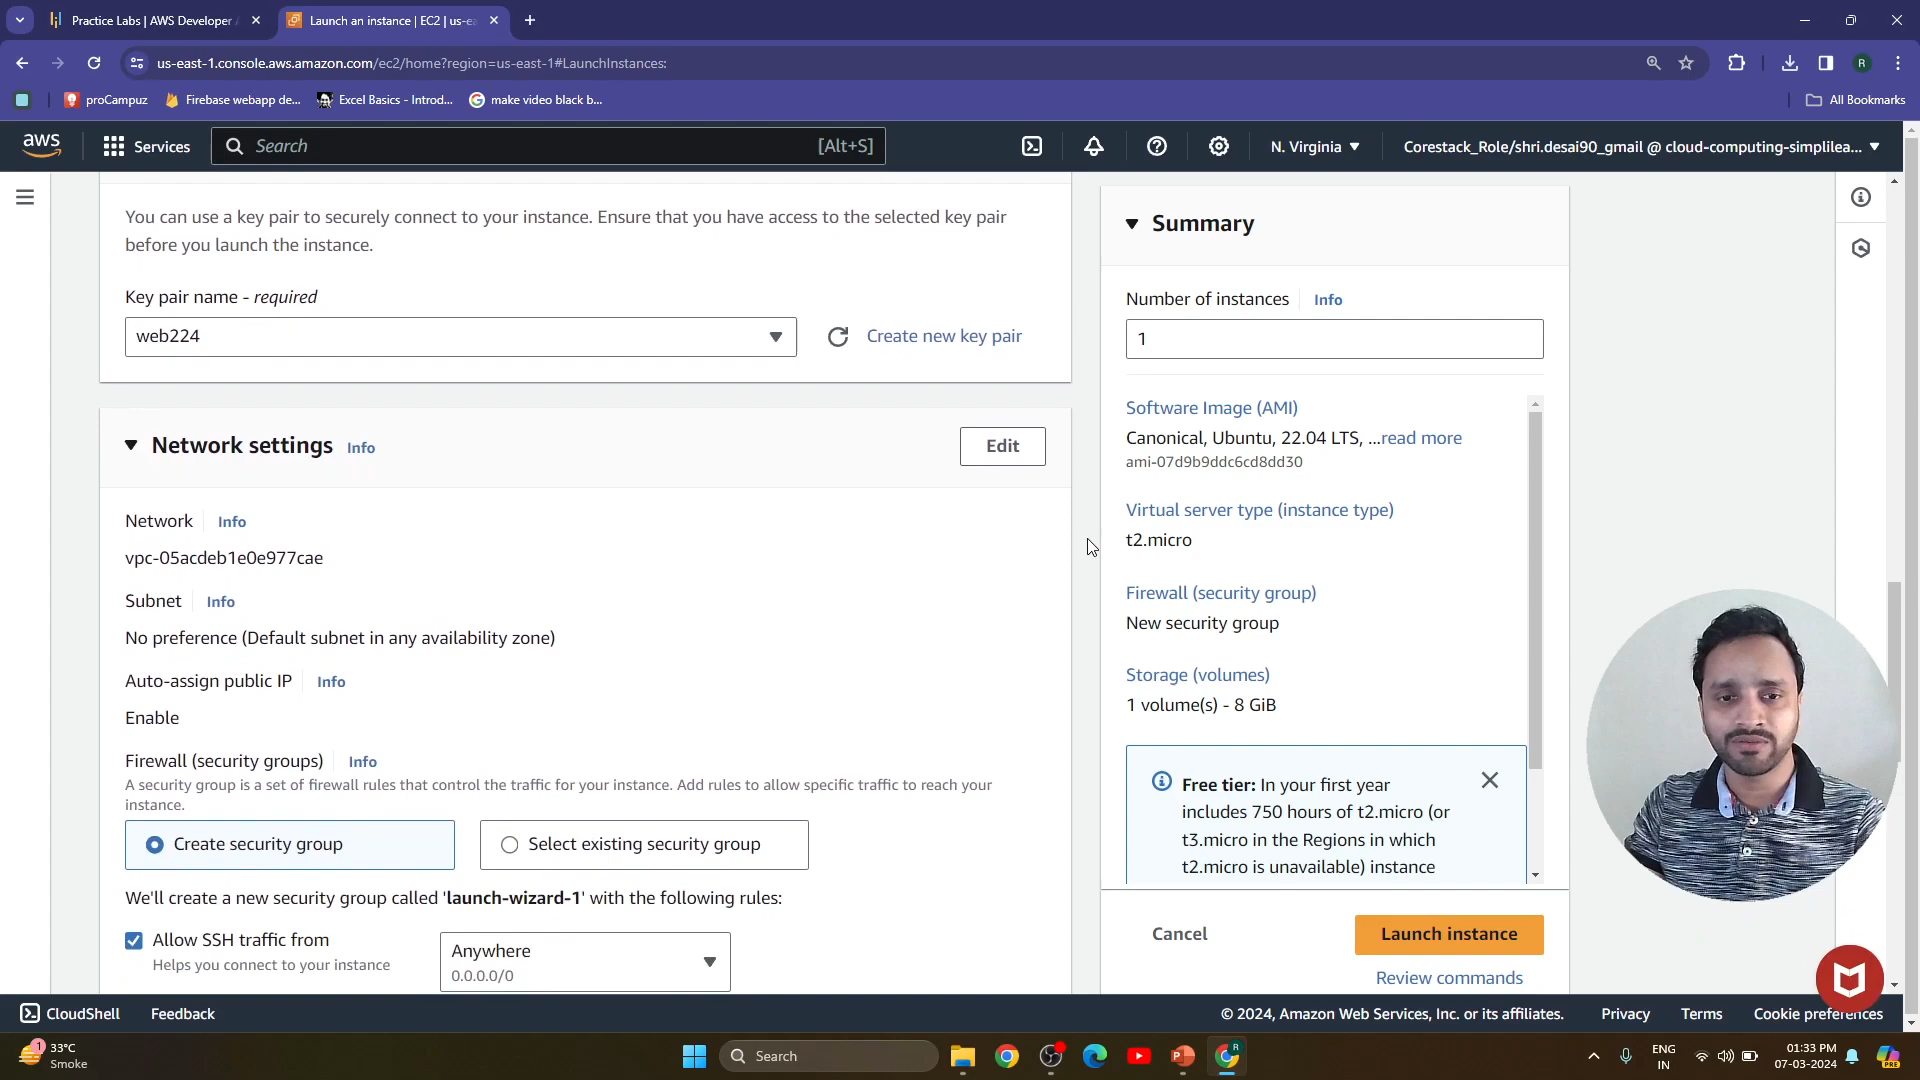 Practice Labs | AWS Developer
Launch an instance | EC2 | us-ea
us-east-1.console.aws.amazon.com/ec2/home?region=us-east-1#LaunchInstances:
R
proCampuz
Firebase webapp de...
Excel Basics - Introd...
make video black b...
All Bookmarks
aws
Services
Search
[Alt+S]
N. Virginia
Corestack_Role/shri.desai90_gmail @ cloud-computing-simplilea...
You can use a key pair to securely connect to your instance. Ensure that you have access to the selected key pair
before you launch the instance.
Key pair name - required
web224
Create new key pair
Network settings Info
Edit
Network Info
vpc-05acdeb1e0e977cae
Subnet Info
No preference (Default subnet in any availability zone)
Auto-assign public IP Info
Enable
Firewall (security groups) Info
A security group is a set of firewall rules that control the traffic for your instance. Add rules to allow specific traffic to reach your
instance.
Create security group
Select existing security group
We'll create a new security group called 'launch-wizard-1' with the following rules:
Allow SSH traffic from
Helps you connect to your instance
Anywhere
0.0.0.0/0
Summary
Number of instances Info
1
Software Image (AMI)
Canonical, Ubuntu, 22.04 LTS, ...read more
ami-07d9b9ddc6cd8dd30
Virtual server type (instance type)
t2.micro
Firewall (security group)
New security group
Storage (volumes)
1 volume(s) - 8 GiB
Free tier: In your first year
includes 750 hours of t2.micro (or
t3.micro in the Regions in which
t2.micro is unavailable) instance
Cancel
Launch instance
Review commands
CloudShell
Feedback
© 2024, Amazon Web Services, Inc. or its affiliates.
Privacy
Terms
Cookie preferences
1
33°C
Smoke
Search
R
ENG
IN
01:33 PM
07-03-2024
PRE